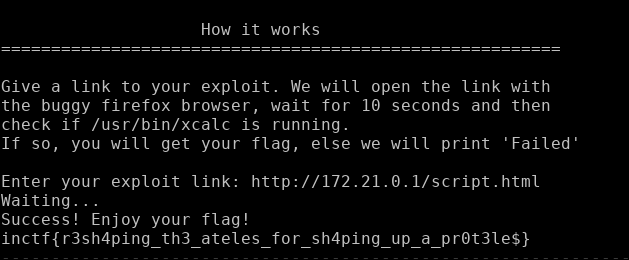 How it works
========================================================
Give a link to your exploit. We will open the link with
the buggy firefox browser, wait for 10 seconds and then
check if /usr/bin/xcalc is running.
If so, you will get your flag, else we will print 'Failed'
Enter your exploit link: http://172.21.0.1/script.html
Waiting...
Success! Enjoy your flag!
inctf{r3sh4ping_th3_ateles_for_sh4ping_up_a_pr0t3le$}
---------------------------------------------------------------